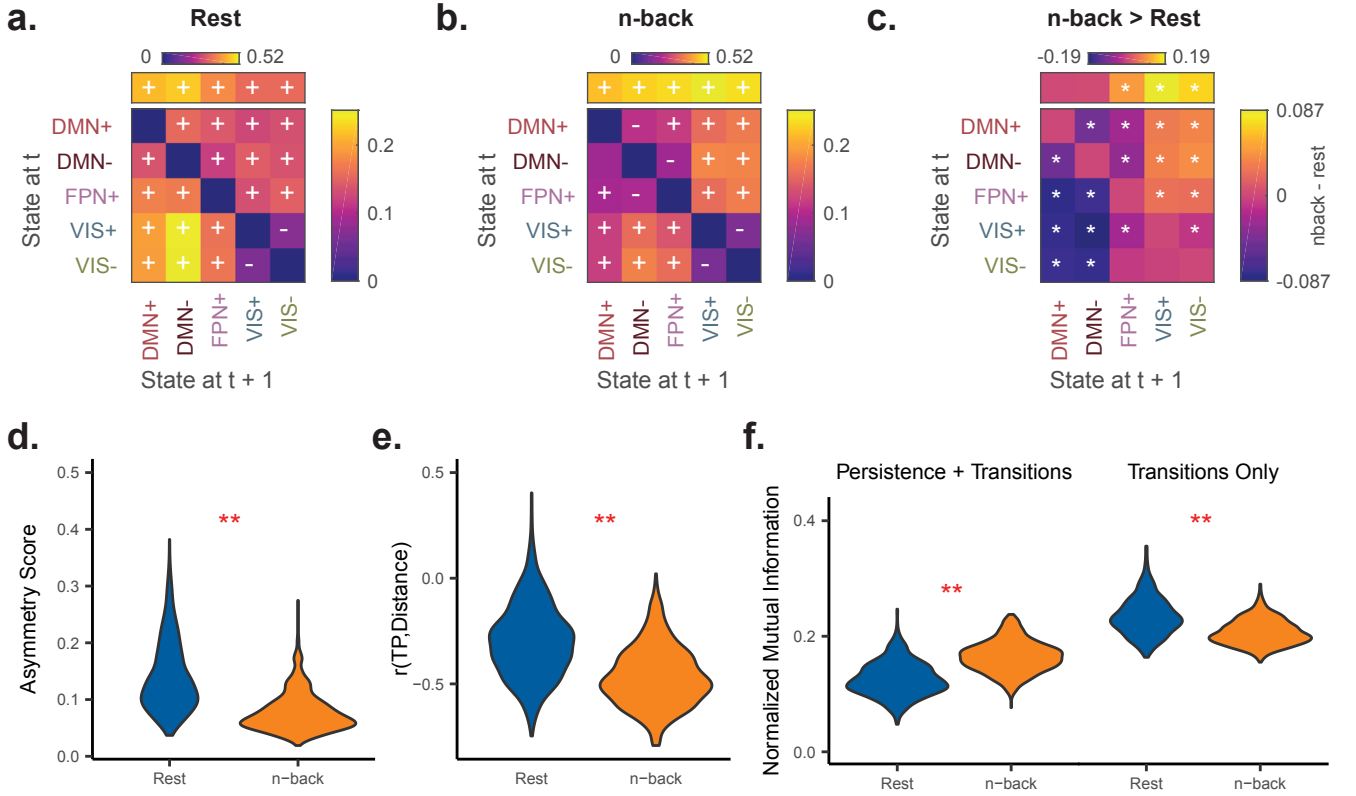 a.
Rest
0 0.52
+ + + + +
DMN+ + + + +
DMN- + + + +
FPN+ + + + +
VIS+ + + + -
VIS- + + + -
0.2
0.1
0
State at t
DMN+ DMN- FPN+ VIS+ VIS-
State at t + 1
b.
n-back
0 0.52
+ + + + +
DMN+ - + + +
DMN- - + +
FPN+ + - + +
VIS+ + + + -
VIS- + + + -
0.2
0.1
0
State at t
DMN+ DMN- FPN+ VIS+ VIS-
State at t + 1
c.
n-back > Rest
-0.19 0.19
* * *
DMN+ * * * *
DMN- * * * *
FPN+ * * * *
VIS+ * * * *
VIS- * *
0.087
0
-0.087
nback - rest
State at t
DMN+ DMN- FPN+ VIS+ VIS-
State at t + 1
d.
Asymmetry Score
0.5
0.4
0.3
0.2
0.1
0.0
**
Rest n−back
e.
r(TP,Distance)
0.5
0.0
−0.5
**
Rest n−back
f.
Persistence + Transitions Transitions Only
Normalized Mutual Information
0.4
0.2
0.0
** **
Rest n−back Rest n−back